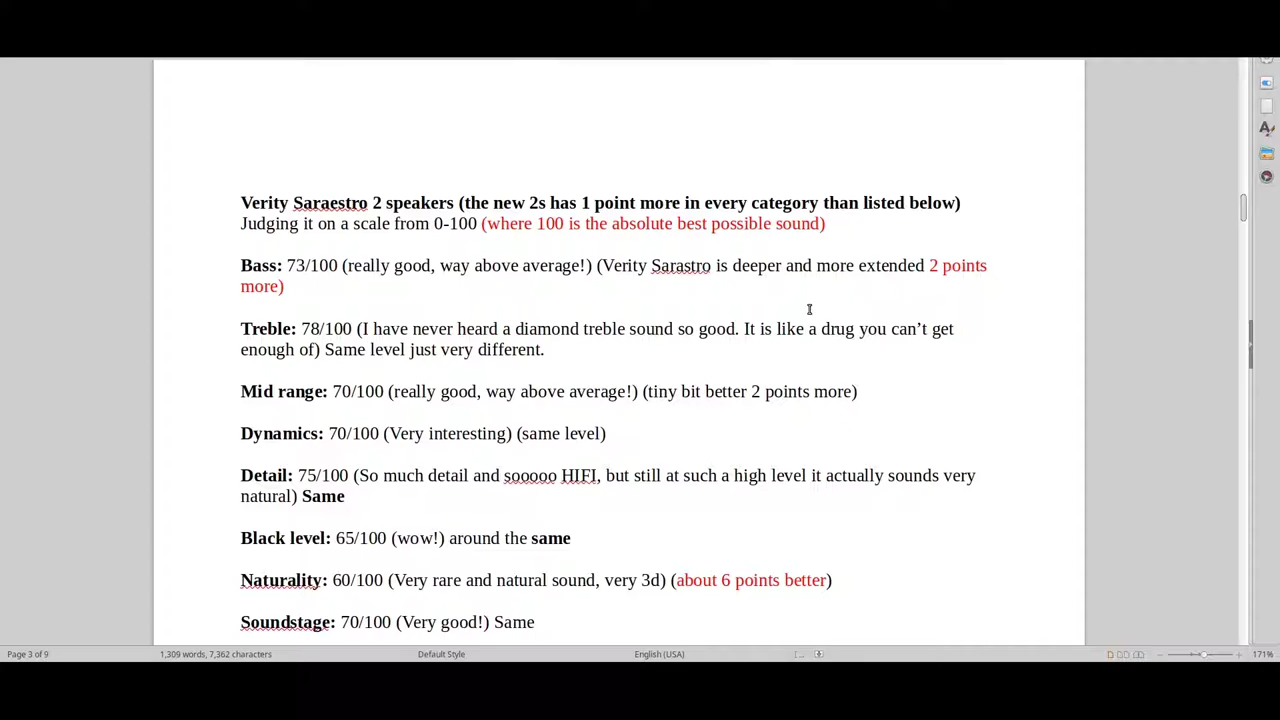 Verity Saraestro 2 speakers (the new 2s has 1 point more in every category than listed below)
Judging it on a scale from 0-100 (where 100 is the absolute best possible sound)
Bass: 73/100 (really good, way above average!) (Verity Sarastro is deeper and more extended 2 points
more)
Treble: 78/100 (I have never heard a diamond treble sound so good. It is like a drug you can’t get
enough of) Same level just very different.
Mid range: 70/100 (really good, way above average!) (tiny bit better 2 points more)
Dynamics: 70/100 (Very interesting) (same level)
Detail: 75/100 (So much detail and sooooo HIFI, but still at such a high level it actually sounds very
natural) Same
Black level: 65/100 (wow!) around the same
Naturality: 60/100 (Very rare and natural sound, very 3d) (about 6 points better)
Soundstage: 70/100 (Very good!) Same
Page 3 of 9 1,309 words, 7,362 characters Default Style English (USA) 171%